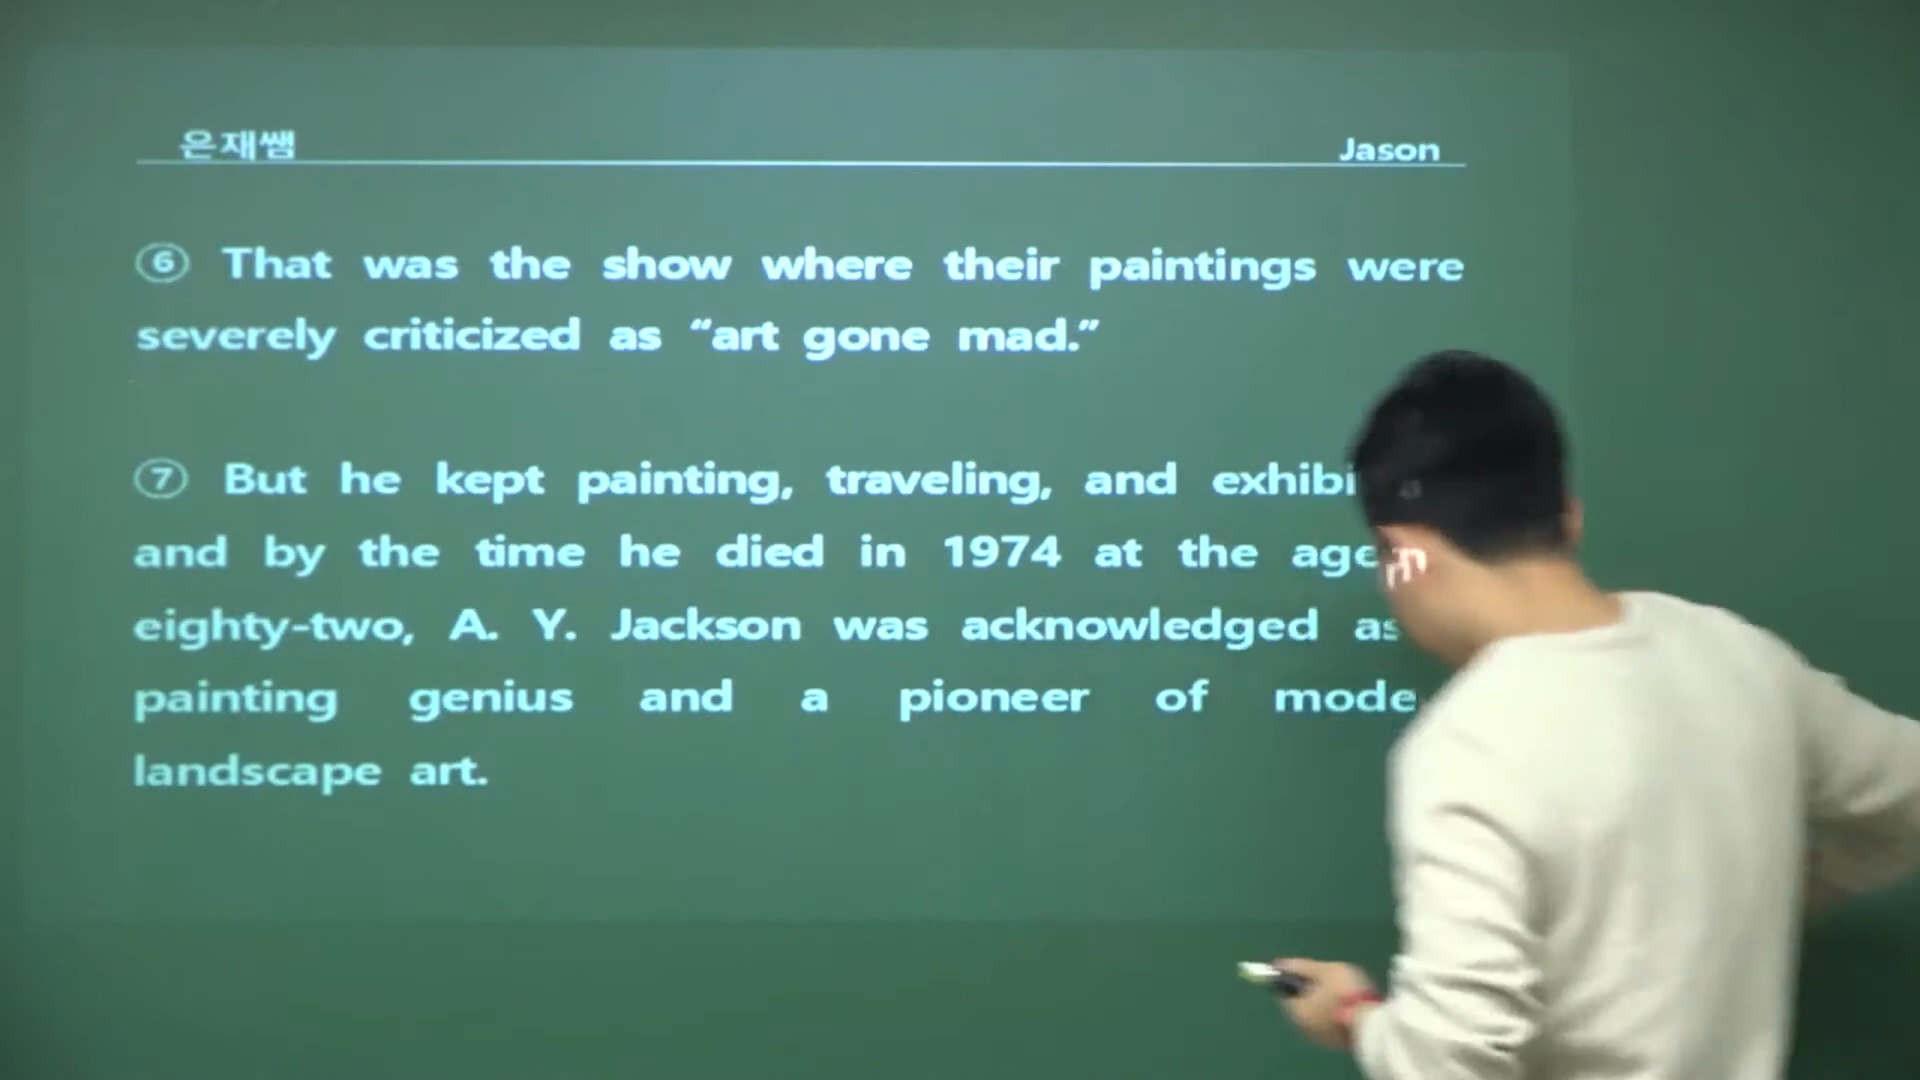 은재쌤 Jason
⑥ That was the show where their paintings were
severely criticized as “art gone mad.”
⑦ But he kept painting, traveling, and
and by the time he died in 1974 at the age
eighty-two, A. Y. Jackson was acknowledged as
painting genius and a pioneer of
landscape art.